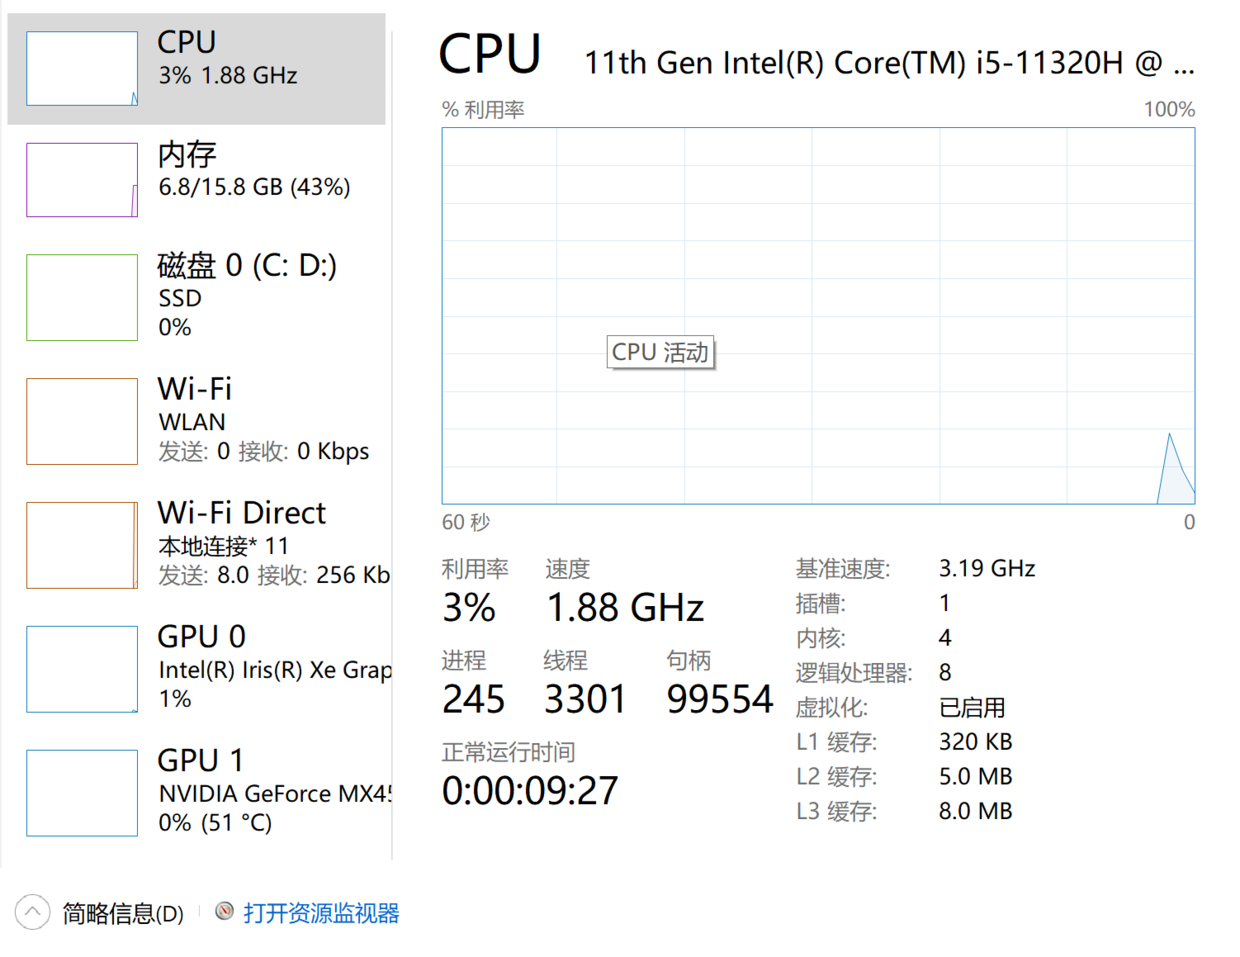 CPU
3% 1.88 GHz
内存
6.8/15.8 GB (43%)
磁盘 0 (C: D:)
SSD
0%
Wi-Fi
WLAN
发送: 0 接收: 0 Kbps
Wi-Fi Direct
本地连接* 11
发送: 8.0 接收: 256 Kb
GPU 0
Intel(R) Iris(R) Xe Grap
1%
GPU 1
NVIDIA GeForce MX45
0% (51 °C)
CPU 11th Gen Intel(R) Core(TM) i5-11320H @ ...
% 利用率 100%
CPU 活动
60 秒 0
利用率 速度
3% 1.88 GHz
进程 线程 句柄
245 3301 99554
正常运行时间
0:00:09:27
基准速度: 3.19 GHz
插槽: 1
内核: 4
逻辑处理器: 8
虚拟化: 已启用
L1 缓存: 320 KB
L2 缓存: 5.0 MB
L3 缓存: 8.0 MB
简略信息(D) 打开资源监视器